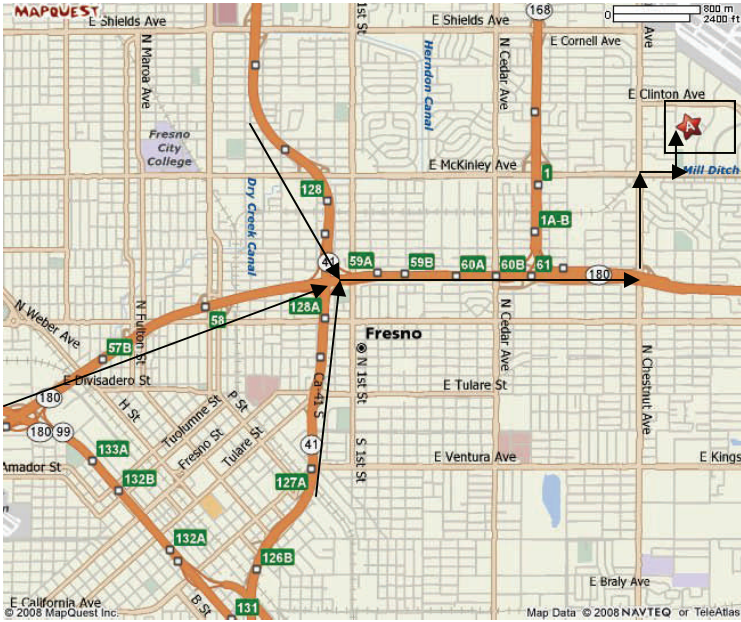 MAPQUEST
1st St
168
0
800 m
2400 ft
E Shields Ave
E Shields Ave
E Cornell Ave
Ave
N Maroa Ave
Herndon Canal
N Cedar Ave
E Clinton Ave
A
Fresno
City
College
E McKinley Ave
1
Mill Ditch
Dry Creek Canal
128
1A-B
41
59A
59B
60A
60B
61
180
N Weber Ave
N Fulton St
58
128A
Fresno
57B
N Cedar Ave
N Chestnut Ave
N 1st St
E Divisadero St
180
H St
P St
Ca-41 S
E Tulare St
Tuolumne St
Fresno St
Tulare St
180
99
41
S 1st St
133A
E Ventura Ave
E Kings
Amador St
132B
127A
132A
126B
E Braly Ave
E California Ave
B St
131
© 2008 MapQuest Inc.
Map Data © 2008 NAVTEQ or TeleAtlas